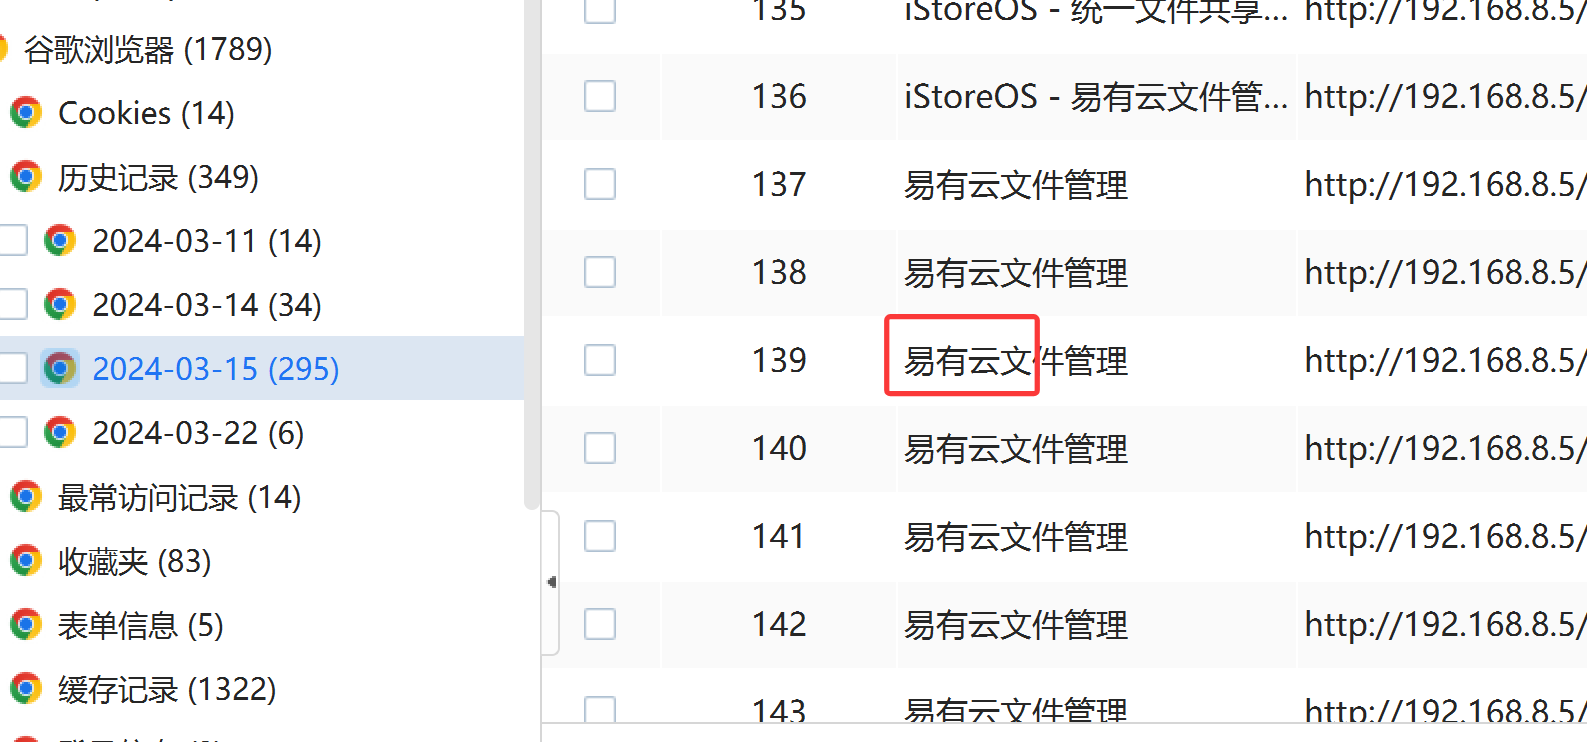 谷歌浏览器 (1789)
Cookies (14)
历史记录 (349)
2024-03-11 (14)
2024-03-14 (34)
2024-03-15 (295)
2024-03-22 (6)
最常访问记录 (14)
收藏夹 (83)
表单信息 (5)
缓存记录 (1322)
135 iStoreOS - 统一文件共享... http://192.168.8.5/
136 iStoreOS - 易有云文件管... http://192.168.8.5/
137 易有云文件管理 http://192.168.8.5/
138 易有云文件管理 http://192.168.8.5/
139 易有云文件管理 http://192.168.8.5/
140 易有云文件管理 http://192.168.8.5/
141 易有云文件管理 http://192.168.8.5/
142 易有云文件管理 http://192.168.8.5/
143 易有云文件管理 http://192.168.8.5/